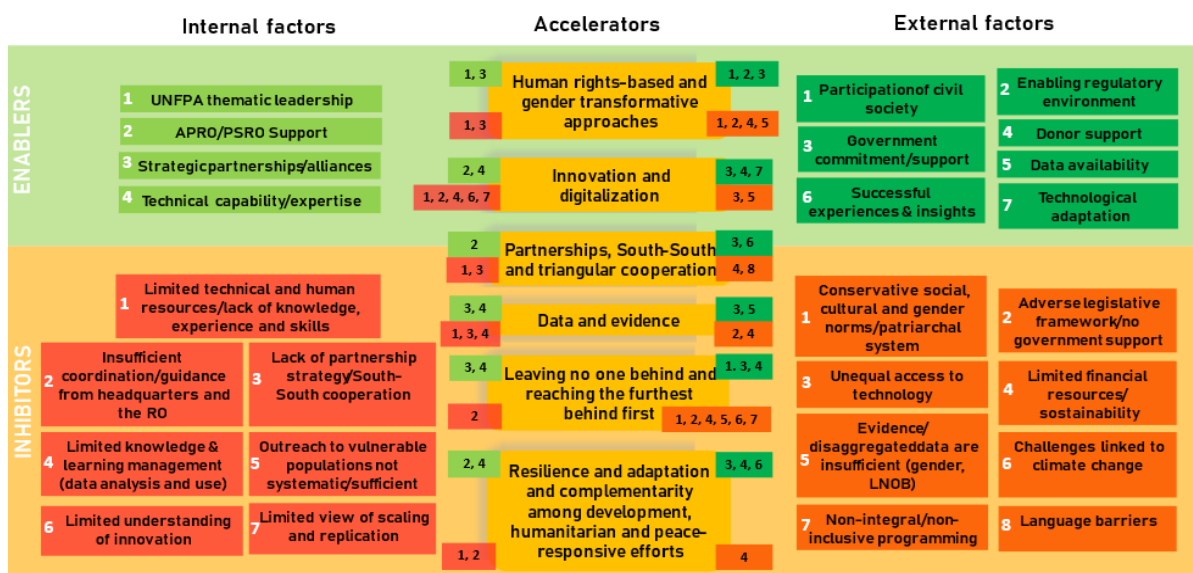 Internal factors
Accelerators
External factors
ENABLERS
1 UNFPA thematic leadership
2 APRO/PSRO Support
3 Strategicpartnerships/alliances
4 Technical capability/expertise
1, 3
1, 3
Human rights-based and
gender transformative
approaches
1, 2, 3
1, 2, 4, 5
2, 4
1, 2, 4, 6, 7
Innovation and
digitalization
3, 4, 7
3, 5
1 Participationof civil
society
2 Enabling regulatory
environment
3 Government
commitment/support
4 Donor support
5 Data availability
6 Successful
experiences & insights
7 Technological
adaptation
INHIBITORS
1 Limited technical and human
resources/lack of knowledge,
experience and skills
2 Insufficient
coordination/guidance
from headquarters and
the RO
3 Lack of partnership
strategy/South-
South cooperation
4 Limited knowledge &
learning management
(data analysis and use)
5 Outreach to vulnerable
populations not
systematic/sufficient
6 Limited understanding
of innovation
7 Limited view of scaling
and replication
2
1, 3
Partnerships, South-South
and triangular cooperation
3, 6
4, 8
3, 4
1, 3, 4
Data and evidence
3, 5
2, 4
3, 4
2
Leaving no one behind and
reaching the furthest
behind first
1. 3, 4
1, 2, 4, 5, 6, 7
2, 4
1, 2
Resilience and adaptation
and complementarity
among development,
humanitarian and peace-
responsive efforts
3, 4, 6
4
1 Conservative social,
cultural and gender
norms/patriarchal
system
2 Adverse legislative
framework/no
government support
3 Unequal access to
technology
4 Limited financial
resources/
sostainability
5 Evidence/
disaggregateddata are
insufficient (gender,
LNOB)
6 Challenges linked to
climate change
7 Non-integral/non-
inclusive programming
8 Language barriers